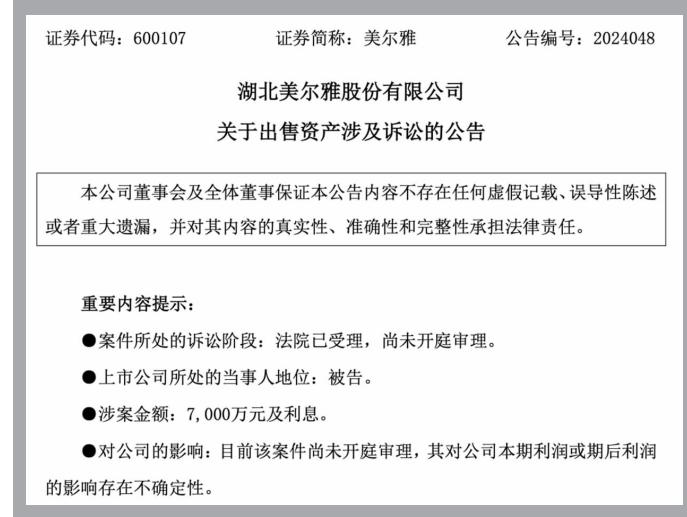 证券代码：600107 证券简称：美尔雅 公告编号：2024048
湖北美尔雅股份有限公司
关于出售资产涉及诉讼的公告
本公司董事会及全体董事保证本公告内容不存在任何虚假记载、误导性陈述
或者重大遗漏，并对其内容的真实性、准确性和完整性承担法律责任。
重要内容提示：
●案件所处的诉讼阶段：法院已受理，尚未开庭审理。
●上市公司所处的当事人地位：被告。
●涉案金额：7,000万元及利息。
●对公司的影响：目前该案件尚未开庭审理，其对公司本期利润或期后利润
的影响存在不确定性。